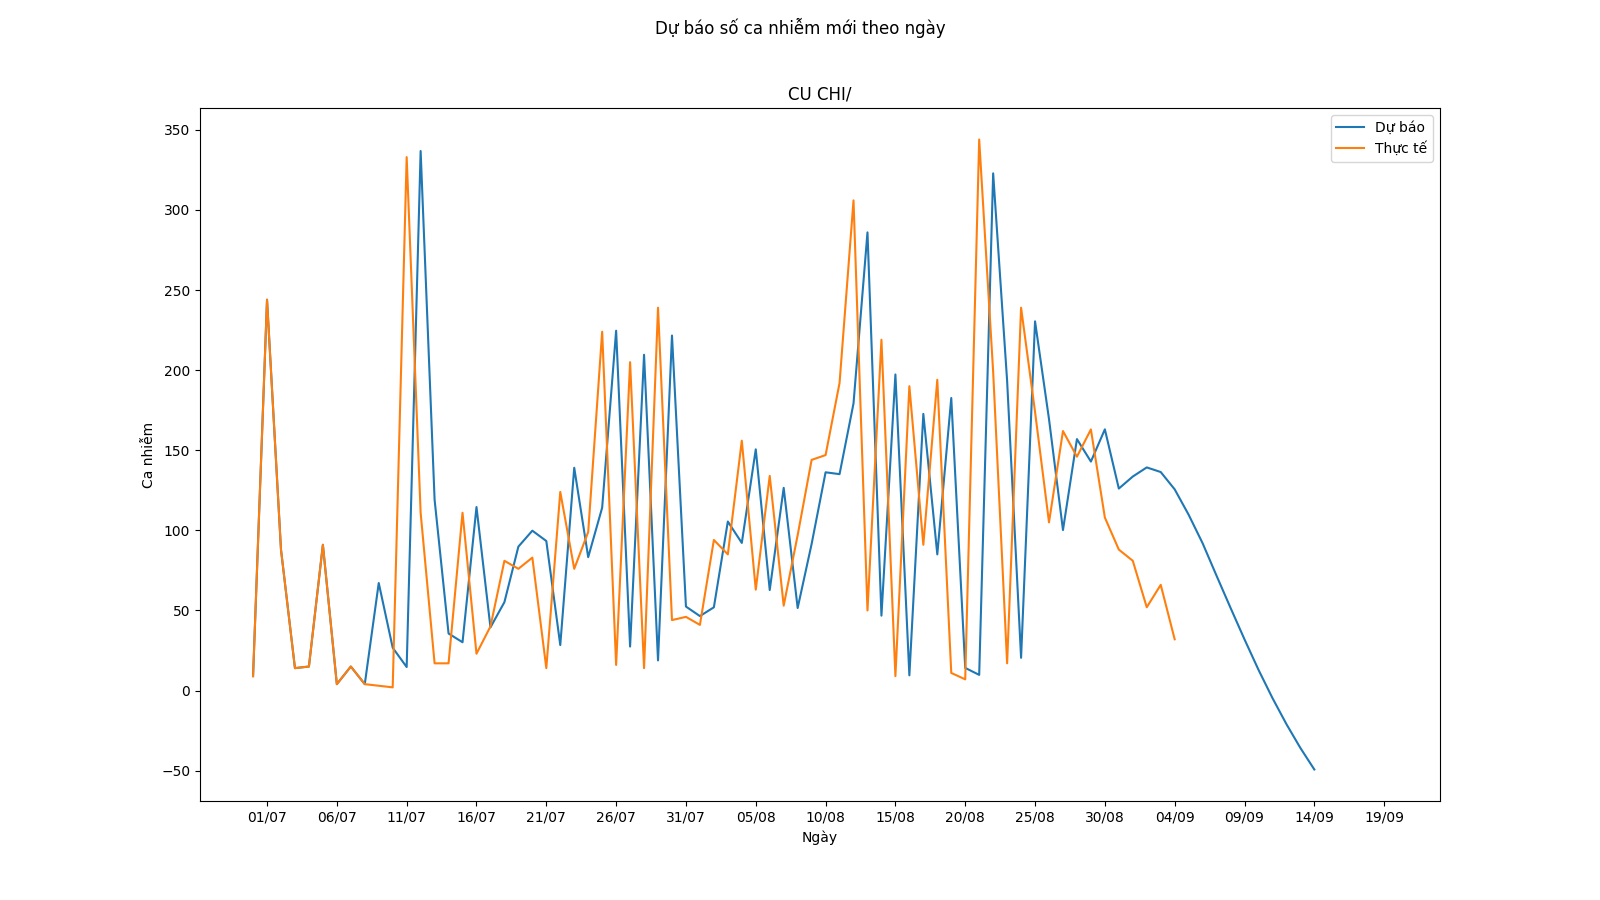 Dự báo số ca nhiễm mới theo ngày
CU CHI/
Dự báo
Thực tế
350
300
250
200
150
100
50
0
−50
Ca nhiễm
01/07 06/07 11/07 16/07 21/07 26/07 31/07 05/08 10/08 15/08 20/08 25/08 30/08 04/09 09/09 14/09 19/09
Ngày